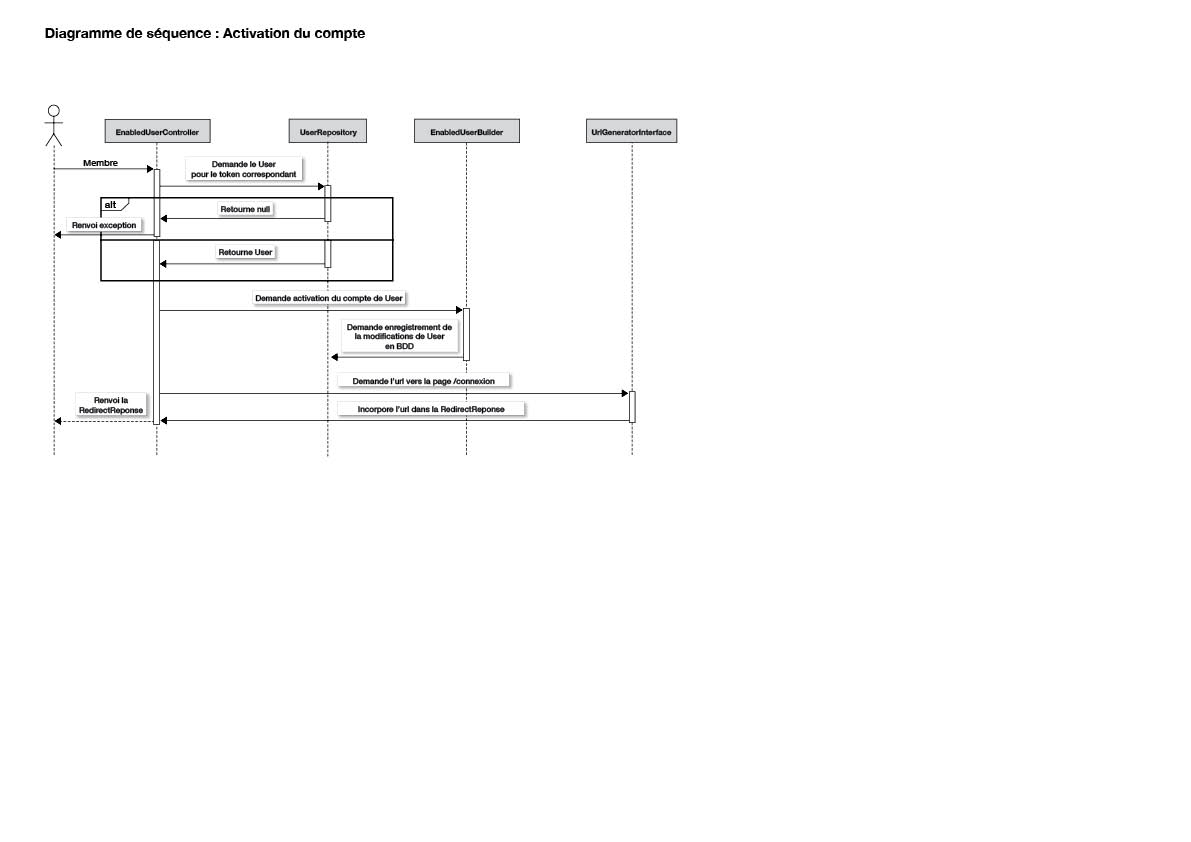 Diagramme de séquence : Activation du compte
EnabledUserController
UserRepository
EnabledUserBuilder
UrlGeneratorInterface
Membre
Demande le User
pour le token correspondant
alt
Retourne null
Renvoi exception
Retourne User
Demande activation du compte de User
Demande enregistrement de
la modifications de User
en BDD
Demande l'url vers la page /connexion
Renvoi la
RedirectReponse
Incorpore l'url dans la RedirectReponse